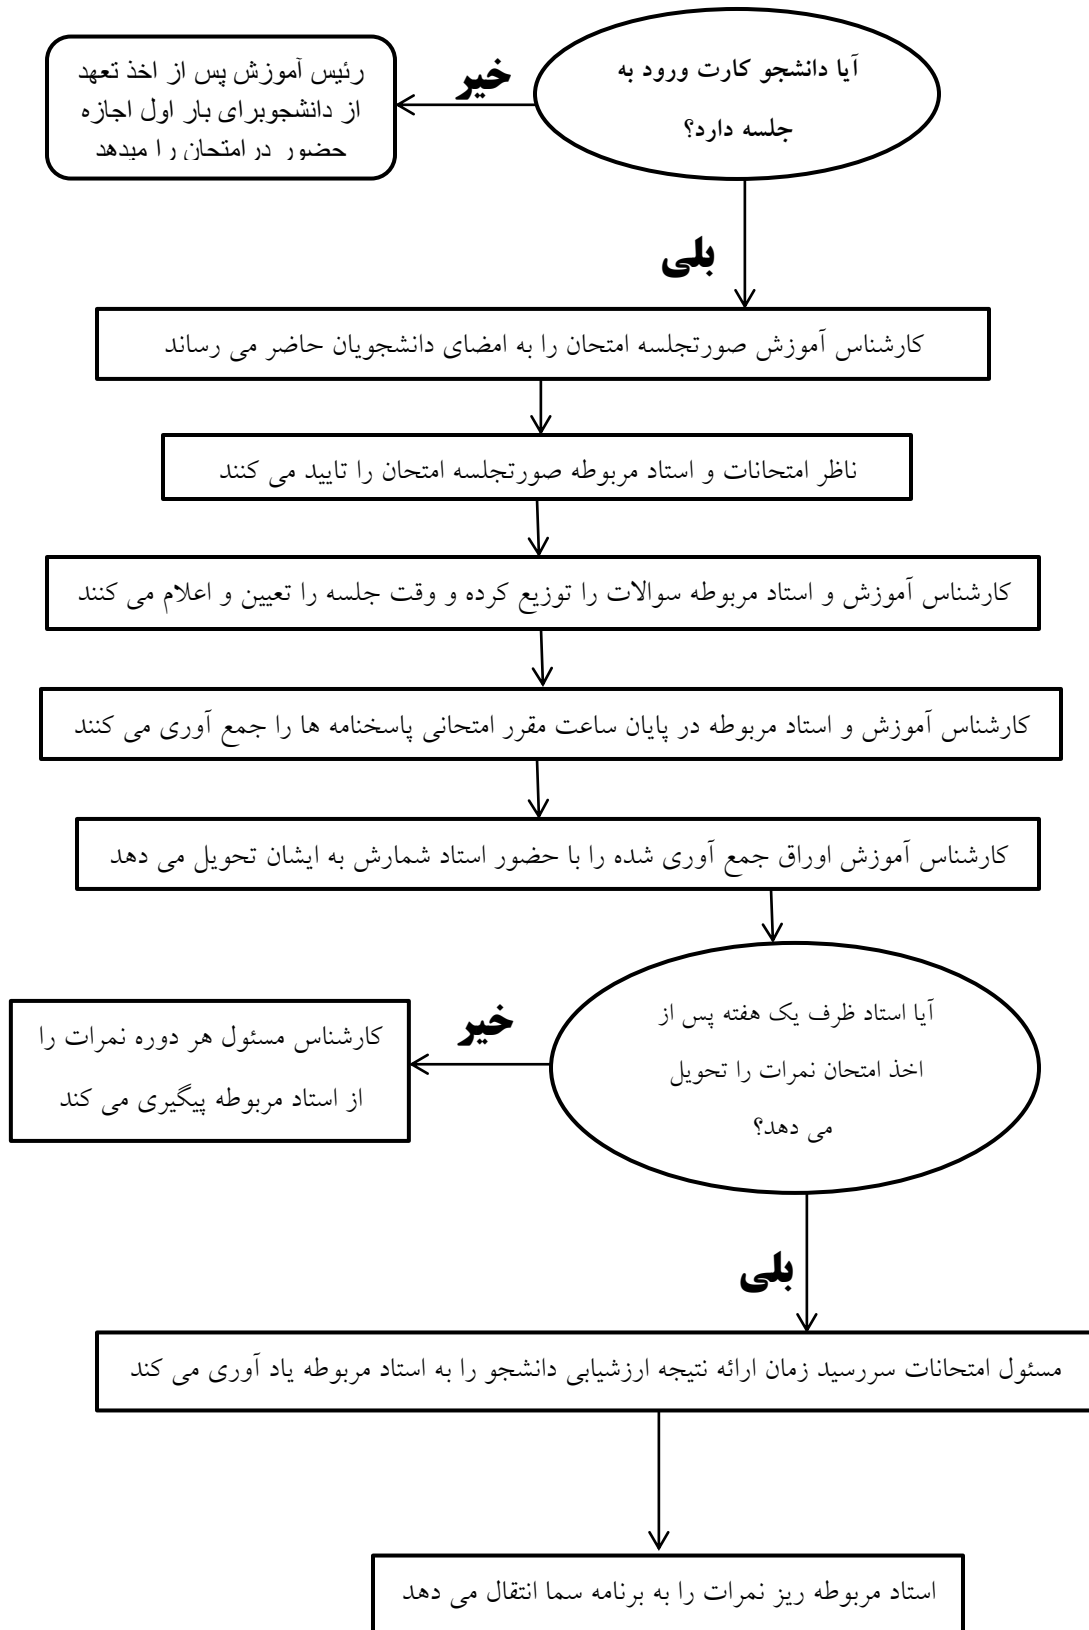 آیا دانشجو کارت ورود به
جلسه دارد؟
خیر
رئیس آموزش پس از اخذ تعهد
از دانشجوبرای بار اول اجازه
حضور در امتحان را میدهد
بلی
کارشناس آموزش صورتجلسه امتحان را به امضای دانشجویان حاضر می رساند
ناظر امتحانات و استاد مربوطه صورتجلسه امتحان را تایید می کنند
کارشناس آموزش و استاد مربوطه سوالات را توزیع کرده و وقت جلسه را تعیین و اعلام می کنند
کارشناس آموزش و استاد مربوطه در پایان ساعت مقرر امتحانی پاسخنامه ها را جمع آوری می کنند
کارشناس آموزش اوراق جمع آوری شده را با حضور استاد شمارش به ایشان تحویل می دهد
آیا استاد ظرف یک هفته پس از
اخذ امتحان نمرات را تحویل
می دهد؟
خیر
کارشناس مسئول هر دوره نمرات را
از استاد مربوطه پیگیری می کند
بلی
مسئول امتحانات سررسید زمان ارائه نتیجه ارزشیابی دانشجو را به استاد مربوطه یاد آوری می کند
استاد مربوطه ریز نمرات را به برنامه سما انتقال می دهد